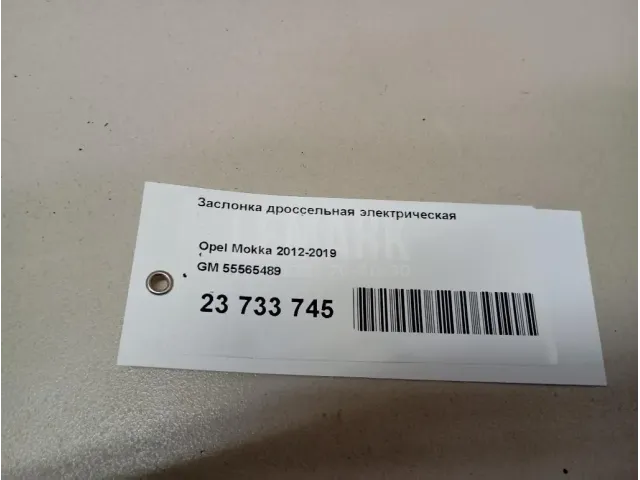 Заслонка дроссельная электрическая
Opel Mokka 2012-2019
GM 55565489
23 733 745